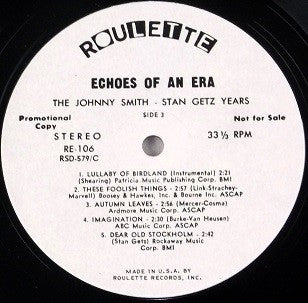 ROULETTE
ECHOES OF AN ERA
THE JOHNNY SMITH - STAN GETZ YEARS
SIDE 3
Promotional Copy
Not for Sale
STEREO
33⅓ RPM
RE-106
RSD-579/C
1. LULLABY OF BIRDLAND (Instrumental) 2:21
(Shearing) Patricia Music Publishing Corp. BMI
2. THESE FOOLISH THINGS - 2:57 (Link-Strachey-
Marvell) Boosey & Hawkes, Inc. & Bourne Inc. ASCAP
3. AUTUMN LEAVES - 2:56 (Mercer-Cosma)
Ardmore Music Corp. ASCAP
4. IMAGINATION - 2:30 (Burke-Van Heusen)
ABC Music Corp. ASCAP
5. DEAR OLD STOCKHOLM - 2:42
(Stan Getz) Rockaway Music
Corp. BMI
MADE IN U.S.A. BY
ROULETTE RECORDS, INC.